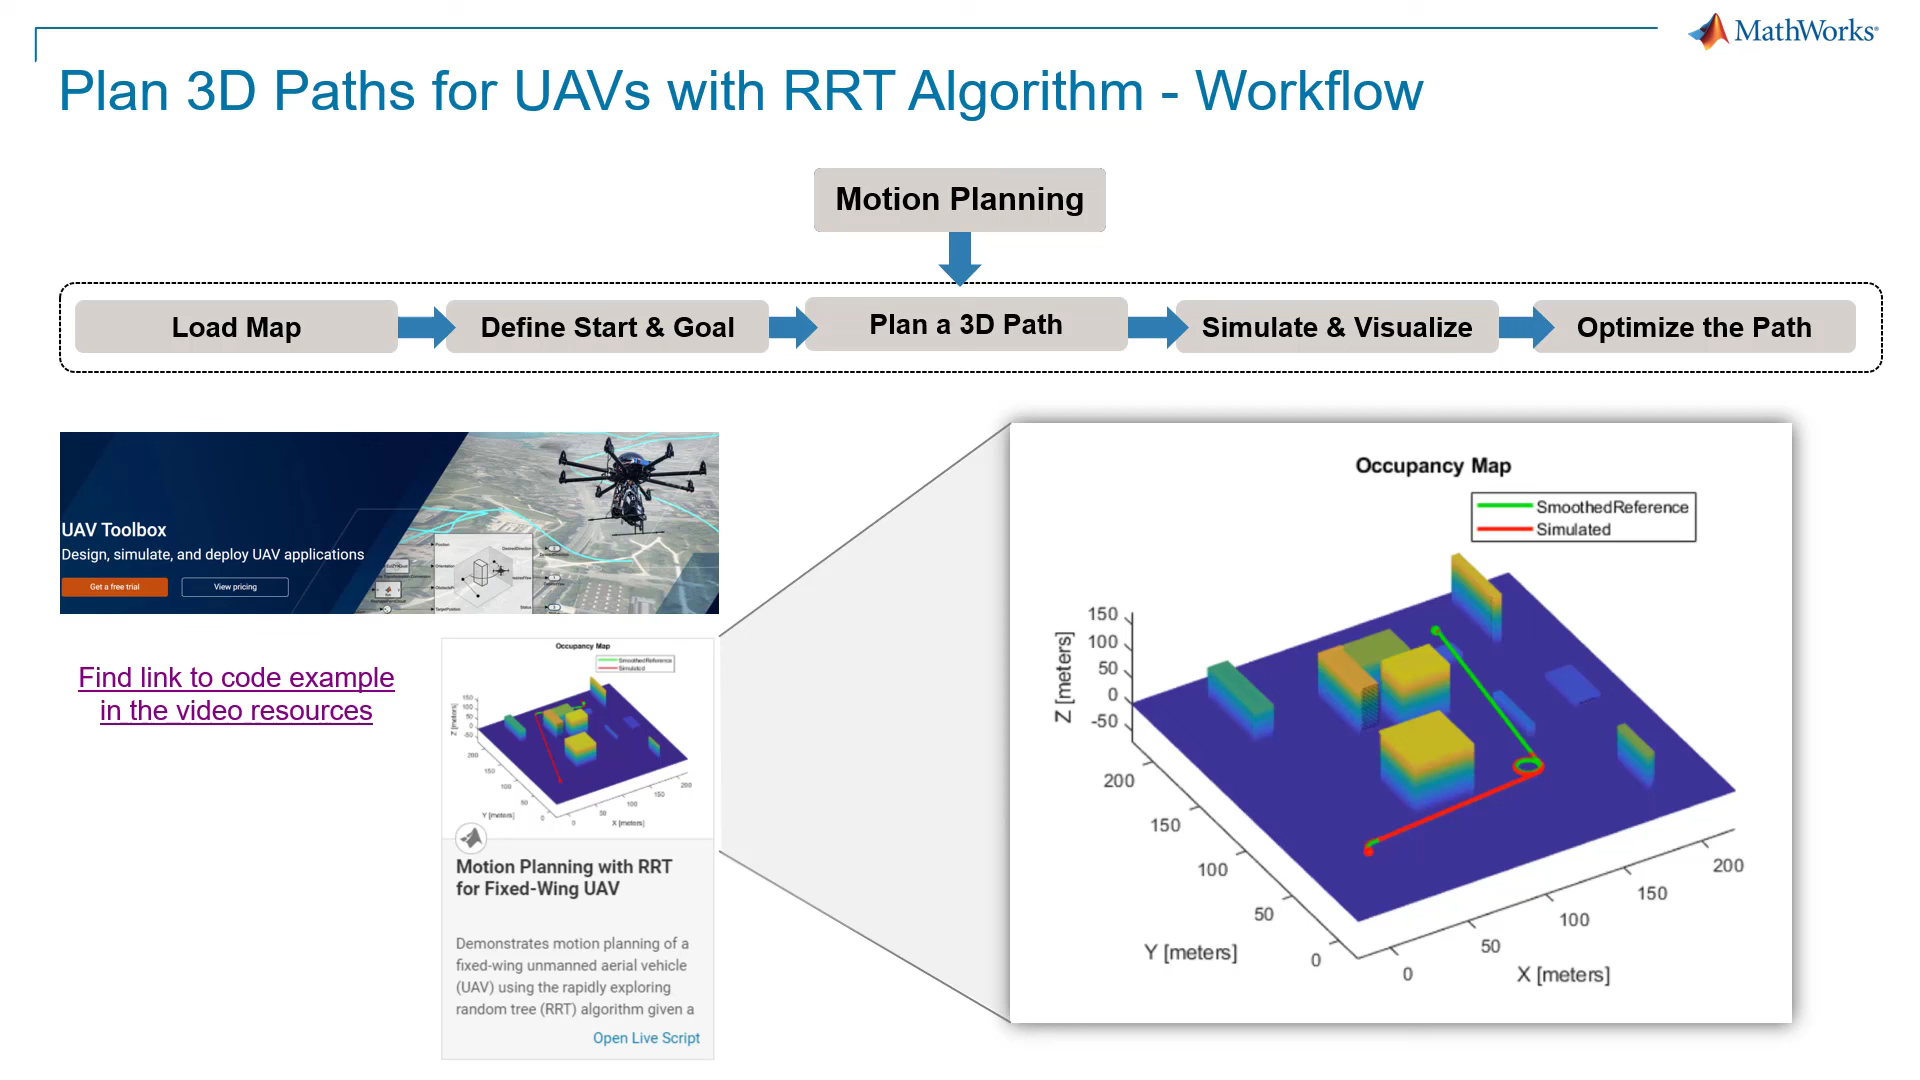 MathWorks®
Plan 3D Paths for UAVs with RRT Algorithm - Workflow
Motion Planning
Load Map
Define Start & Goal
Plan a 3D Path
Simulate & Visualize
Optimize the Path
UAV Toolbox
Design, simulate, and deploy UAV applications
Get a free trial
View pricing
Position
Orientation
TargetPosition
DesiredDirection
Status
Find link to code example
in the video resources
Occupancy Map
SmoothedReference
Simulated
150
100
50
0
-50
Z [meters]
200
150
100
50
0
Y [meters]
0
50
100
150
200
X [meters]
Motion Planning with RRT
for Fixed-Wing UAV
Demonstrates motion planning of a
fixed-wing unmanned aerial vehicle
(UAV) using the rapidly exploring
random tree (RRT) algorithm given a
Open Live Script
Occupancy Map
SmoothedReference
Simulated
150
100
50
0
-50
Z [meters]
200
150
100
50
0
Y [meters]
0
50
100
150
200
X [meters]